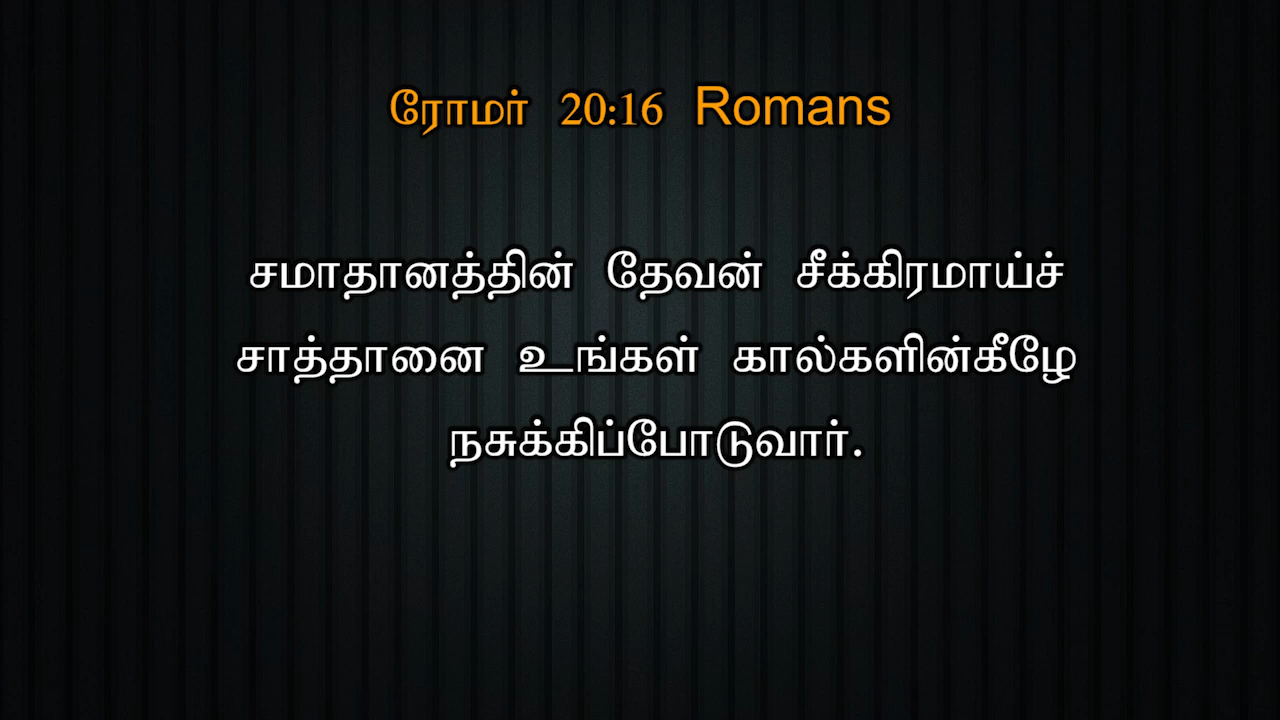 ரோமர் 20:16 Romans
சமாதானத்தின் தேவன் சீக்கிரமாய்ச்
சாத்தானை உங்கள் கால்களின்கீழே
நசுக்கிப்போடுவார்.